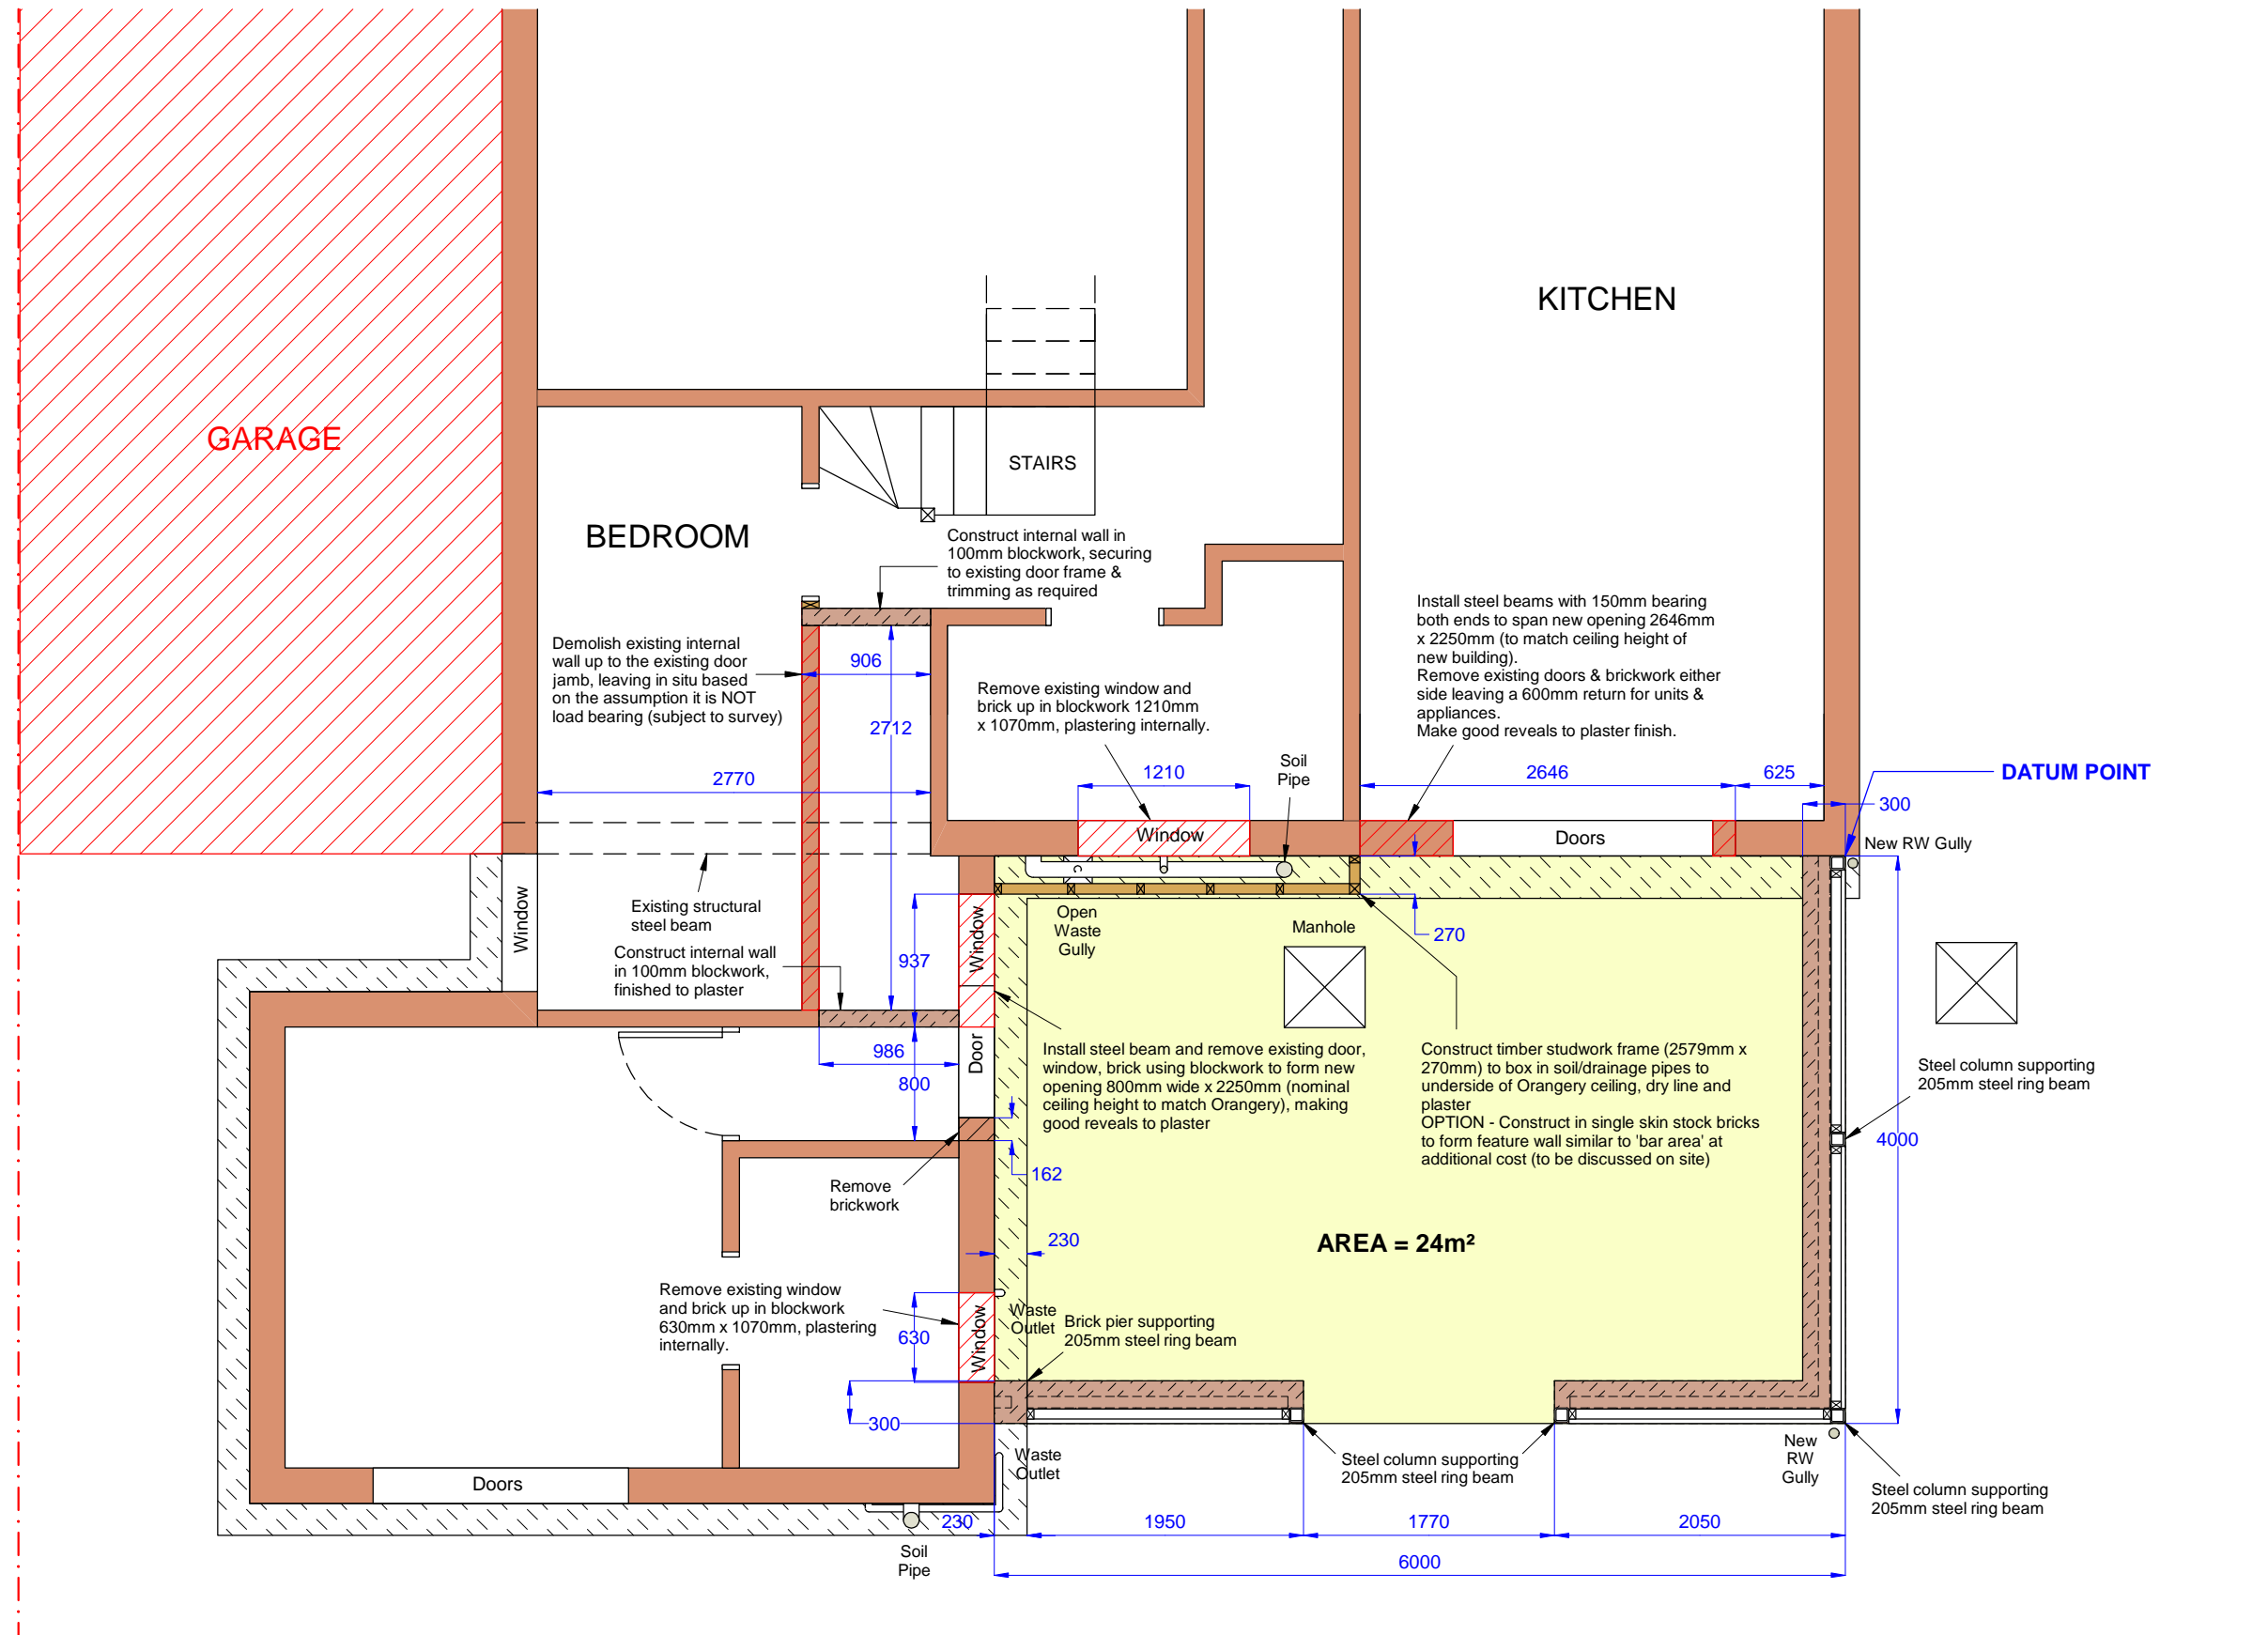 KITCHEN
GARAGE
STAIRS
BEDROOM
Construct internal wall in
100mm blockwork, securing
to existing door frame &
trimming as required
Install steel beams with 150mm bearing
both ends to span new opening 2646mm
x 2250mm (to match ceiling height of
new building).
Remove existing doors & brickwork either
side leaving a 600mm return for units &
appliances.
Make good reveals to plaster finish.
Demolish existing internal
wall up to the existing door
jamb, leaving in situ based
on the assumption it is NOT
load bearing (subject to survey)
906
2712
Remove existing window and
brick up in blockwork 1210mm
x 1070mm, plastering internally.
Soil
Pipe
2770
1210
2646
625
DATUM POINT
300
Window
Doors
New RW Gully
Window
Existing structural
steel beam
Window
Open
Waste
Gully
Manhole
270
Construct internal wall
in 100mm blockwork,
finished to plaster
937
986
800
Door
Install steel beam and remove existing door,
window, brick using blockwork to form new
opening 800mm wide x 2250mm (nominal
ceiling height to match Orangery), making
good reveals to plaster
Construct timber studwork frame (2579mm x
270mm) to box in soil/drainage pipes to
underside of Orangery ceiling, dry line and
plaster
OPTION - Construct in single skin stock bricks
to form feature wall similar to 'bar area' at
additional cost (to be discussed on site)
Steel column supporting
205mm steel ring beam
4000
162
Remove
brickwork
230
AREA = 24m²
Remove existing window
and brick up in blockwork
630mm x 1070mm, plastering
internally.
630
Window
Waste
Outlet
Brick pier supporting
205mm steel ring beam
300
Waste
Outlet
Steel column supporting
205mm steel ring beam
New
RW
Gully
Steel column supporting
205mm steel ring beam
Doors
230
1950
1770
2050
Soil
Pipe
6000